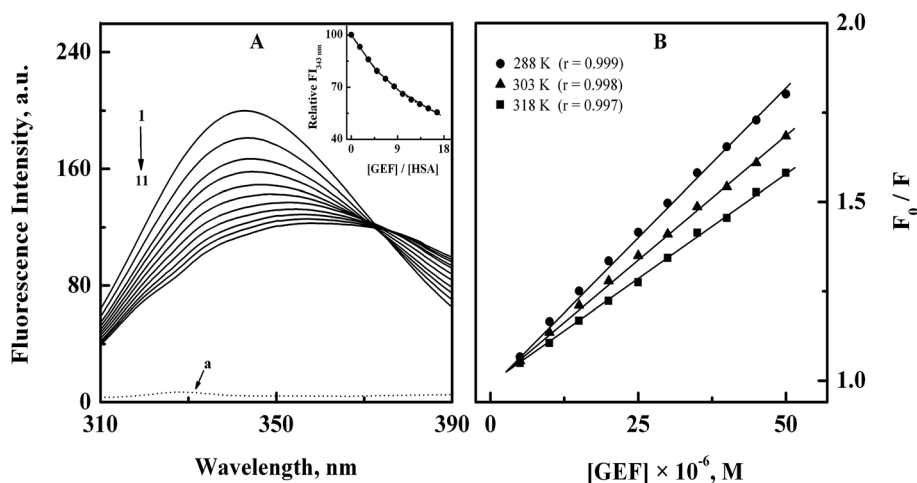 A
B
260
160
80
0
310
350
390
Fluorescence Intensity, a.u.
Wavelength, nm
1
11
a
100
70
40
0
9
18
Relative FI343 nm
[GEF] / [HSA]
288 K (r = 0.999)
303 K (r = 0.998)
318 K (r = 0.997)
2.0
1.5
1.0
F0 / F
0
25
50
[GEF] × 10-6, M